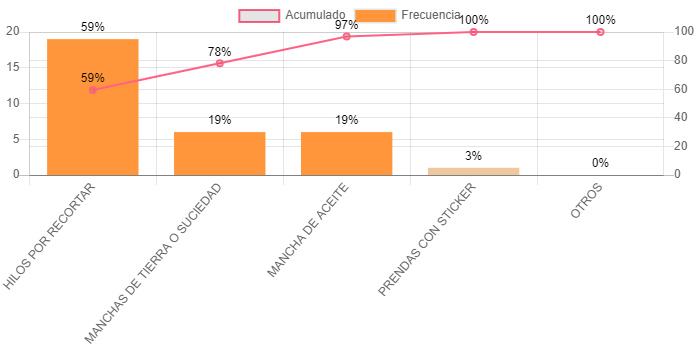 Acumulado Frecuencia
59% 97% 100% 100%
20 100
78%
15 80
59%
10 60
19% 19%
5 40
20
3% 0%
0 0
HILOS POR RECORTAR
MANCHAS DE TIERRA O SUCIEDAD
MANCHA DE ACEITE
PRENDAS CON STICKER
OTROS